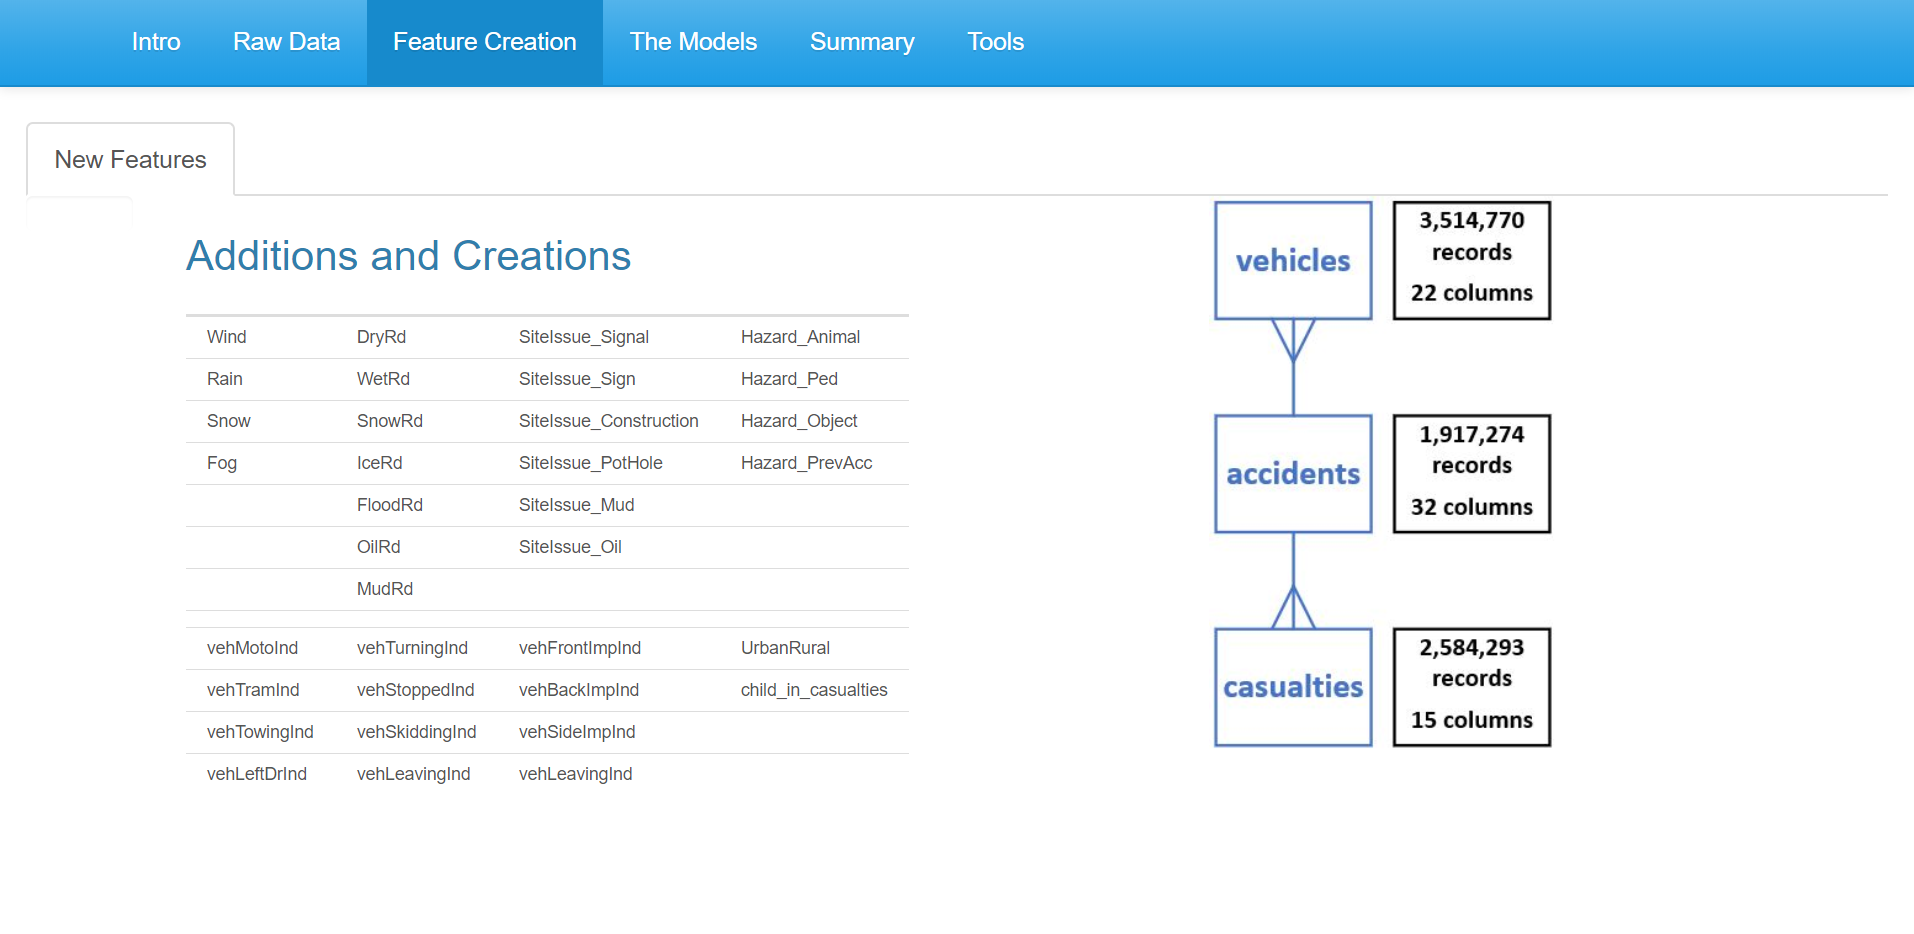 Intro Raw Data Feature Creation The Models Summary Tools
New Features
Additions and Creations
Wind DryRd SiteIssue_Signal Hazard_Animal
Rain WetRd SiteIssue_Sign Hazard_Ped
Snow SnowRd SiteIssue_Construction Hazard_Object
Fog IceRd SiteIssue_PotHole Hazard_PrevAcc
FloodRd SiteIssue_Mud
OilRd SiteIssue_Oil
MudRd
vehMotoInd vehTurningInd vehFrontImpInd UrbanRural
vehTramInd vehStoppedInd vehBackImpInd child_in_casualties
vehTowingInd vehSkiddingInd vehSideImpInd
vehLeftDrInd vehLeavingInd vehLeavingInd
vehicles
3,514,770
records
22 columns
accidents
1,917,274
records
32 columns
casualties
2,584,293
records
15 columns